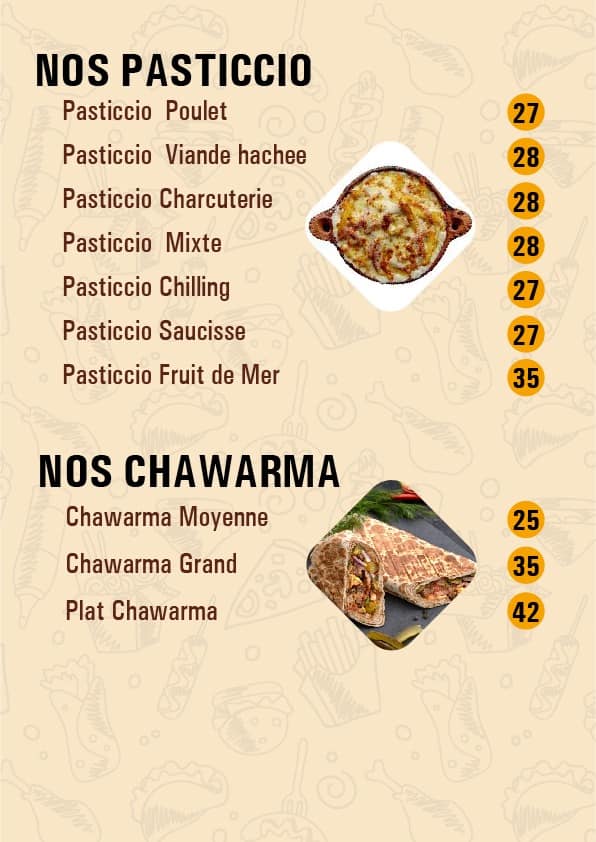 NOS PASTICCIO
Pasticcio Poulet 27
Pasticcio Viande hachee 28
Pasticcio Charcuterie 28
Pasticcio Mixte 28
Pasticcio Chilling 27
Pasticcio Saucisse 27
Pasticcio Fruit de Mer 35
NOS CHAWARMA
Chawarma Moyenne 25
Chawarma Grand 35
Plat Chawarma 42